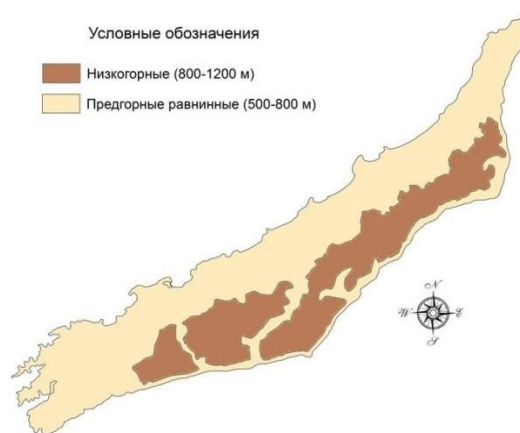 Условные обозначения
Низкогорные (800-1200 м)
Предгорные равнинные (500-800 м)
N
W E
S